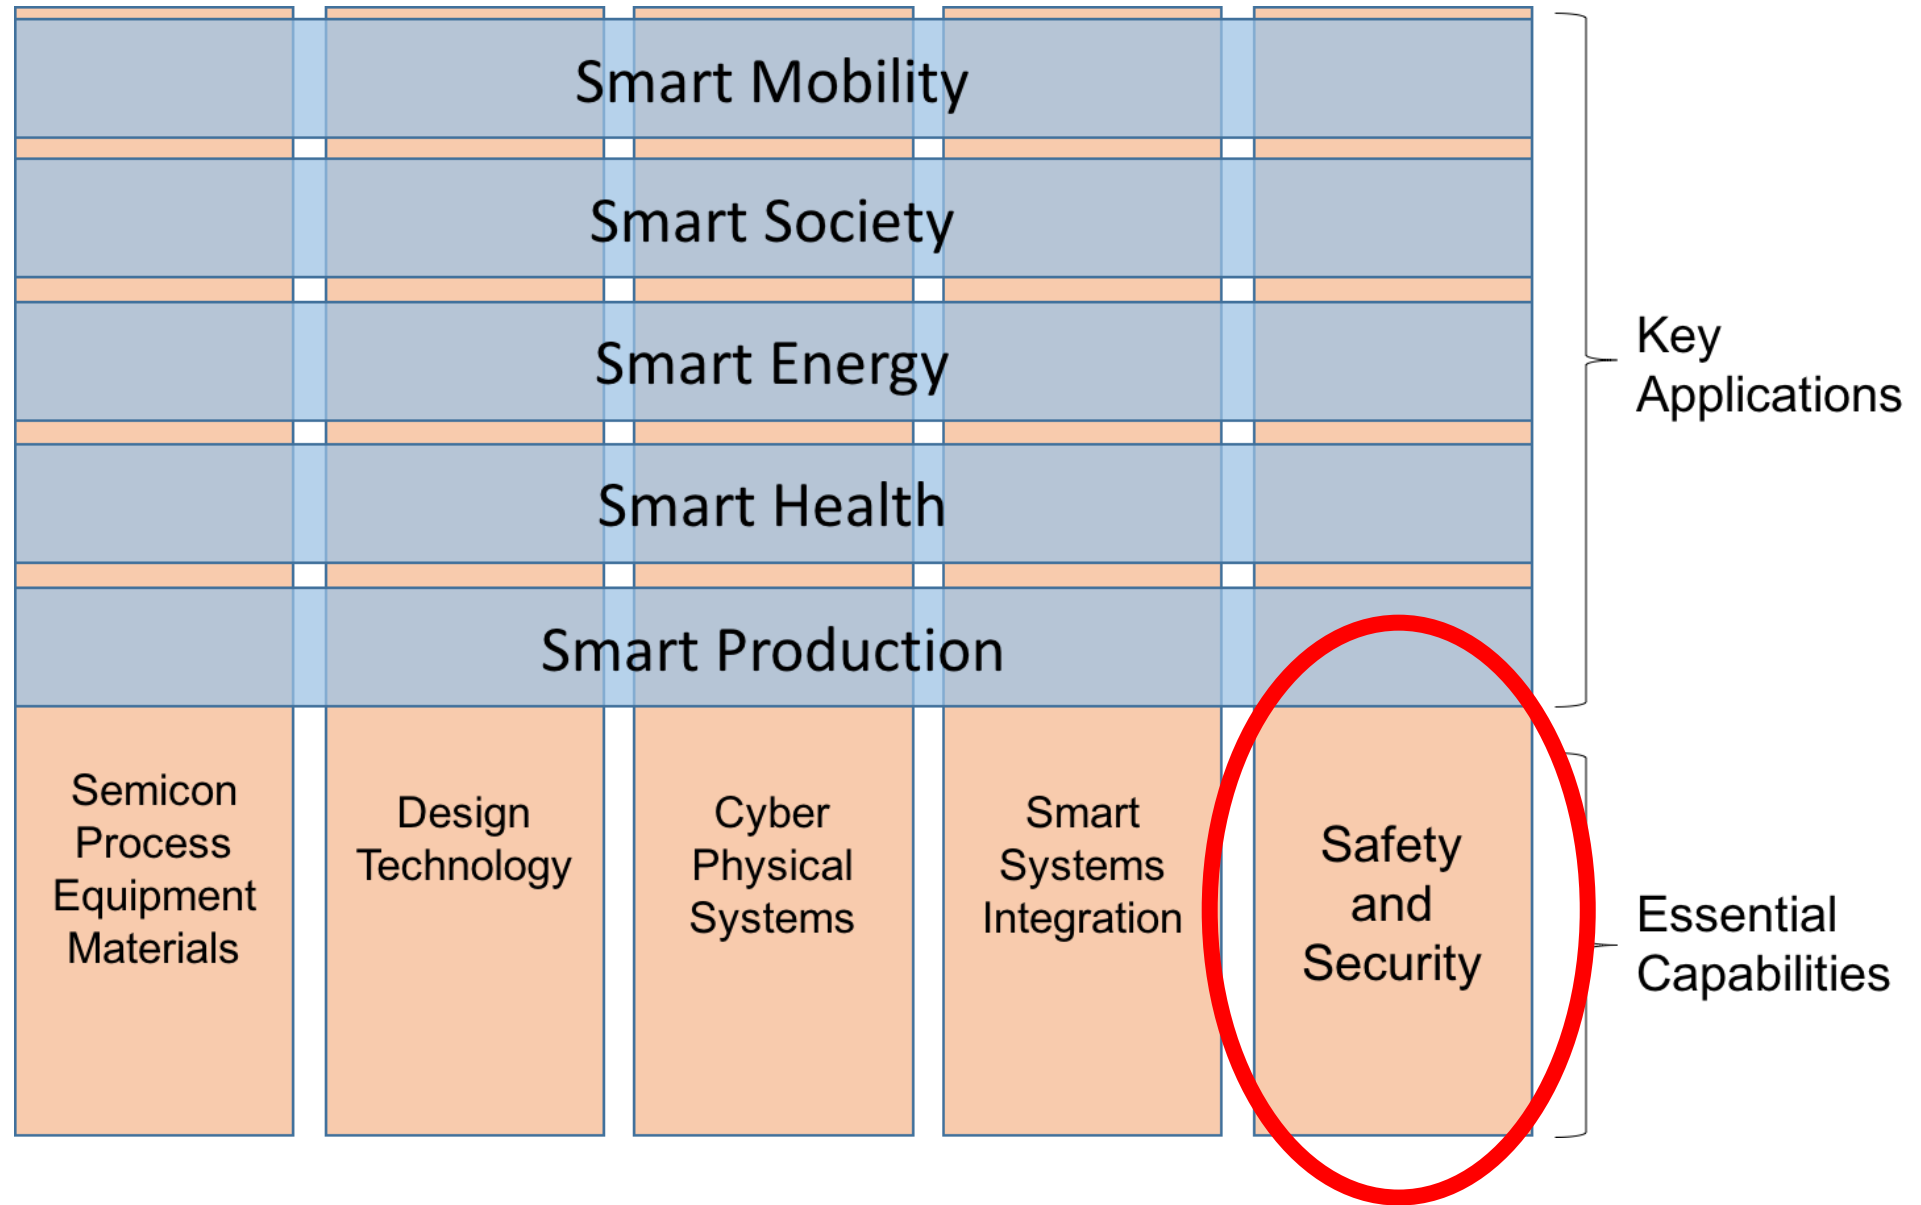 Smart Mobility
Smart Society
Smart Energy
Smart Health
Smart Production
Key
Applications
Semicon
Process
Equipment
Materials
Design
Technology
Cyber
Physical
Systems
Smart
Systems
Integration
Safety
and
Security
Essential
Capabilities